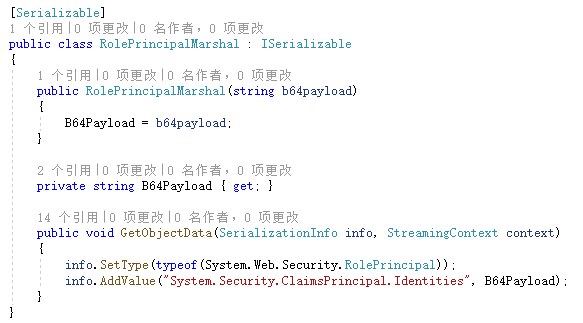 [Serializable]
1 个引用|0 项更改|0 名作者，0 项更改
public class RolePrincipalMarshal : ISerializable
{
1 个引用|0 项更改|0 名作者，0 项更改
public RolePrincipalMarshal(string b64payload)
{
B64Payload = b64payload;
}
2 个引用|0 项更改|0 名作者，0 项更改
private string B64Payload { get; }
14 个引用|0 项更改|0 名作者，0 项更改
public void GetObjectData(SerializationInfo info, StreamingContext context)
{
info.SetType(typeof(System.Web.Security.RolePrincipal));
info.AddValue("System.Security.ClaimsPrincipal.Identities", B64Payload);
}
}